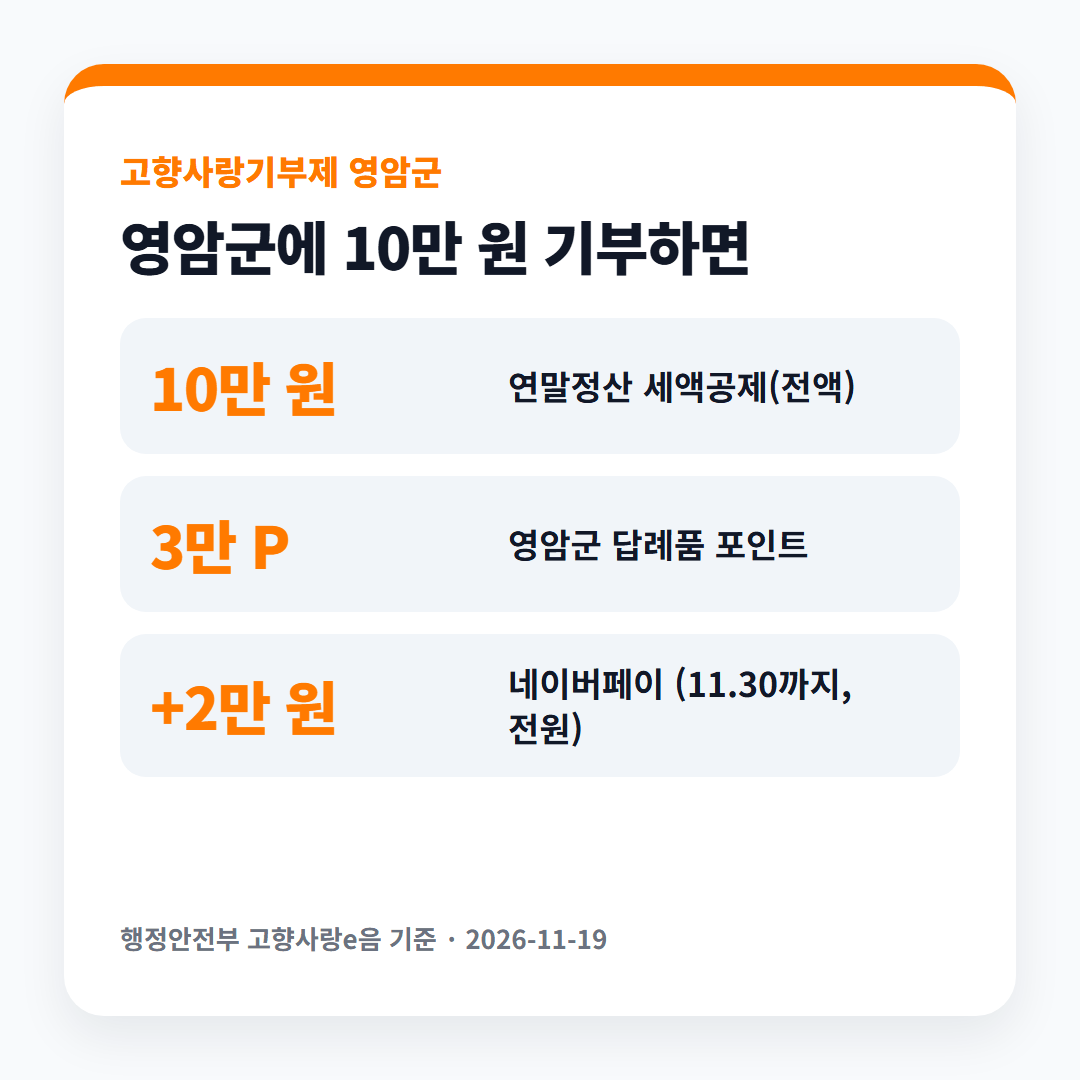 고향사랑기부제 영암군
영암군에 10만 원 기부하면
10만 원
연말정산 세액공제(전액)
3만 P
영암군 답례품 포인트
+2만 원
네이버페이 (11.30까지,
전원)
행정안전부 고향사랑e음 기준 · 2026-11-19